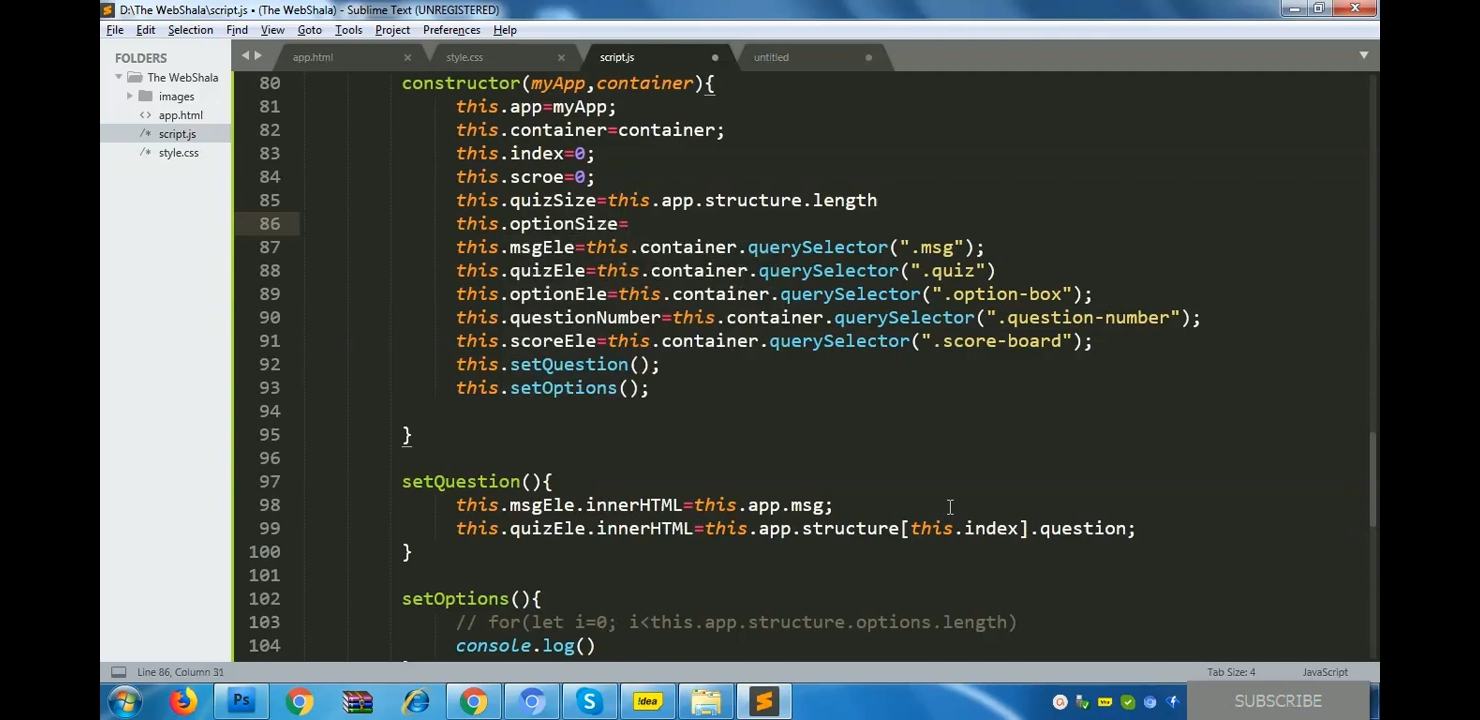 D:\The WebShala\script.js • (The WebShala) - Sublime Text (UNREGISTERED)
File Edit Selection Find View Goto Tools Project Preferences Help
FOLDERS
The WebShala
images
<> app.html
/* script.js
/* style.css
app.html × style.css × script.js untitled
80 constructor(myApp,container){
81 this.app=myApp;
82 this.container=container;
83 this.index=0;
84 this.scroe=0;
85 this.quizSize=this.app.structure.length
86 this.optionSize=
87 this.msgEle=this.container.querySelector(".msg");
88 this.quizEle=this.container.querySelector(".quiz")
89 this.optionEle=this.container.querySelector(".option-box");
90 this.questionNumber=this.container.querySelector(".question-number");
91 this.scoreEle=this.container.querySelector(".score-board");
92 this.setQuestion();
93 this.setOptions();
94
95 }
96
97 setQuestion(){
98 this.msgEle.innerHTML=this.app.msg;
99 this.quizEle.innerHTML=this.app.structure[this.index].question;
100 }
101
102 setOptions(){
103 // for(let i=0; i<this.app.structure.options.length)
104 console.log()
Line 86, Column 31 Tab Size: 4 JavaScript
Ps !dea SUBSCRIBE